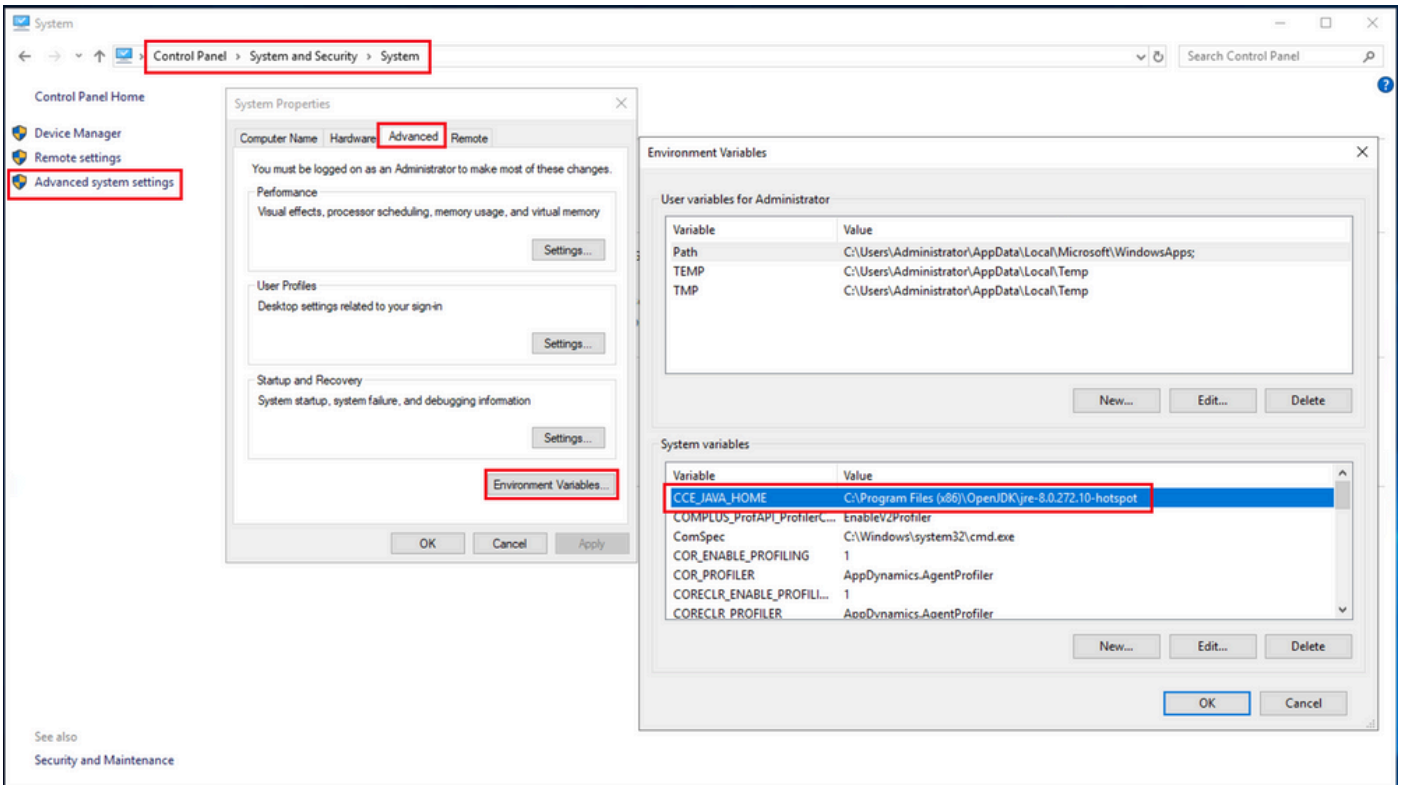 System
Control Panel > System and Security > System
Search Control Panel
Control Panel Home
Device Manager
Remote settings
Advanced system settings
See also
Security and Maintenance
System Properties
Computer Name Hardware Advanced Remote
You must be logged on as an Administrator to make most of these changes.
Performance
Visual effects, processor scheduling, memory usage, and virtual memory
Settings...
User Profiles
Desktop settings related to your sign-in
Settings...
Startup and Recovery
System startup, system failure, and debugging information
Settings...
Environment Variables...
OK Cancel Apply
Environment Variables
User variables for Administrator
Variable Value
Path C:\Users\Administrator\AppData\Local\Microsoft\WindowsApps;
TEMP C:\Users\Administrator\AppData\Local\Temp
TMP C:\Users\Administrator\AppData\Local\Temp
New... Edit... Delete
System variables
Variable Value
CCE_JAVA_HOME C:\Program Files (x86)\OpenJDK\jre-8.0.272.10-hotspot
COMPLUS_ProfAPI_ProfilerC... EnableV2Profiler
ComSpec C:\Windows\system32\cmd.exe
COR_ENABLE_PROFILING 1
COR_PROFILER AppDynamics.AgentProfiler
CORECLR_ENABLE_PROFILI... 1
CORECLR_PROFILER AppDynamics.AgentProfiler
New... Edit... Delete
OK Cancel